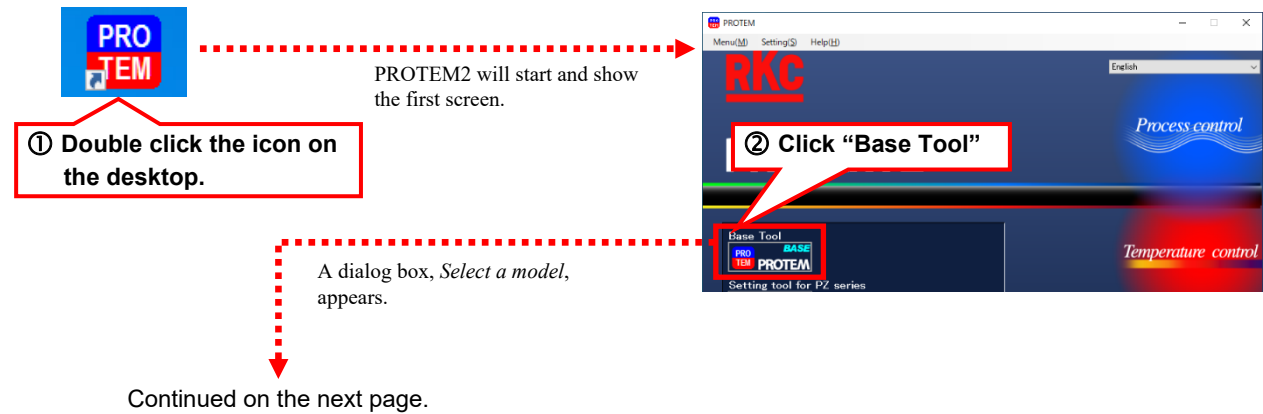 PRO
TEM
① Double click the icon on
the desktop.
PROTEM2 will start and show
the first screen.
PROTEM
Menu(M) Setting(S) Help(H)
RKC
English
Process control
② Click “Base Tool”
Base Tool
PRO
TEM
BASE
PROTEM
Setting tool for PZ series
Temperature control
A dialog box, Select a model,
appears.
Continued on the next page.